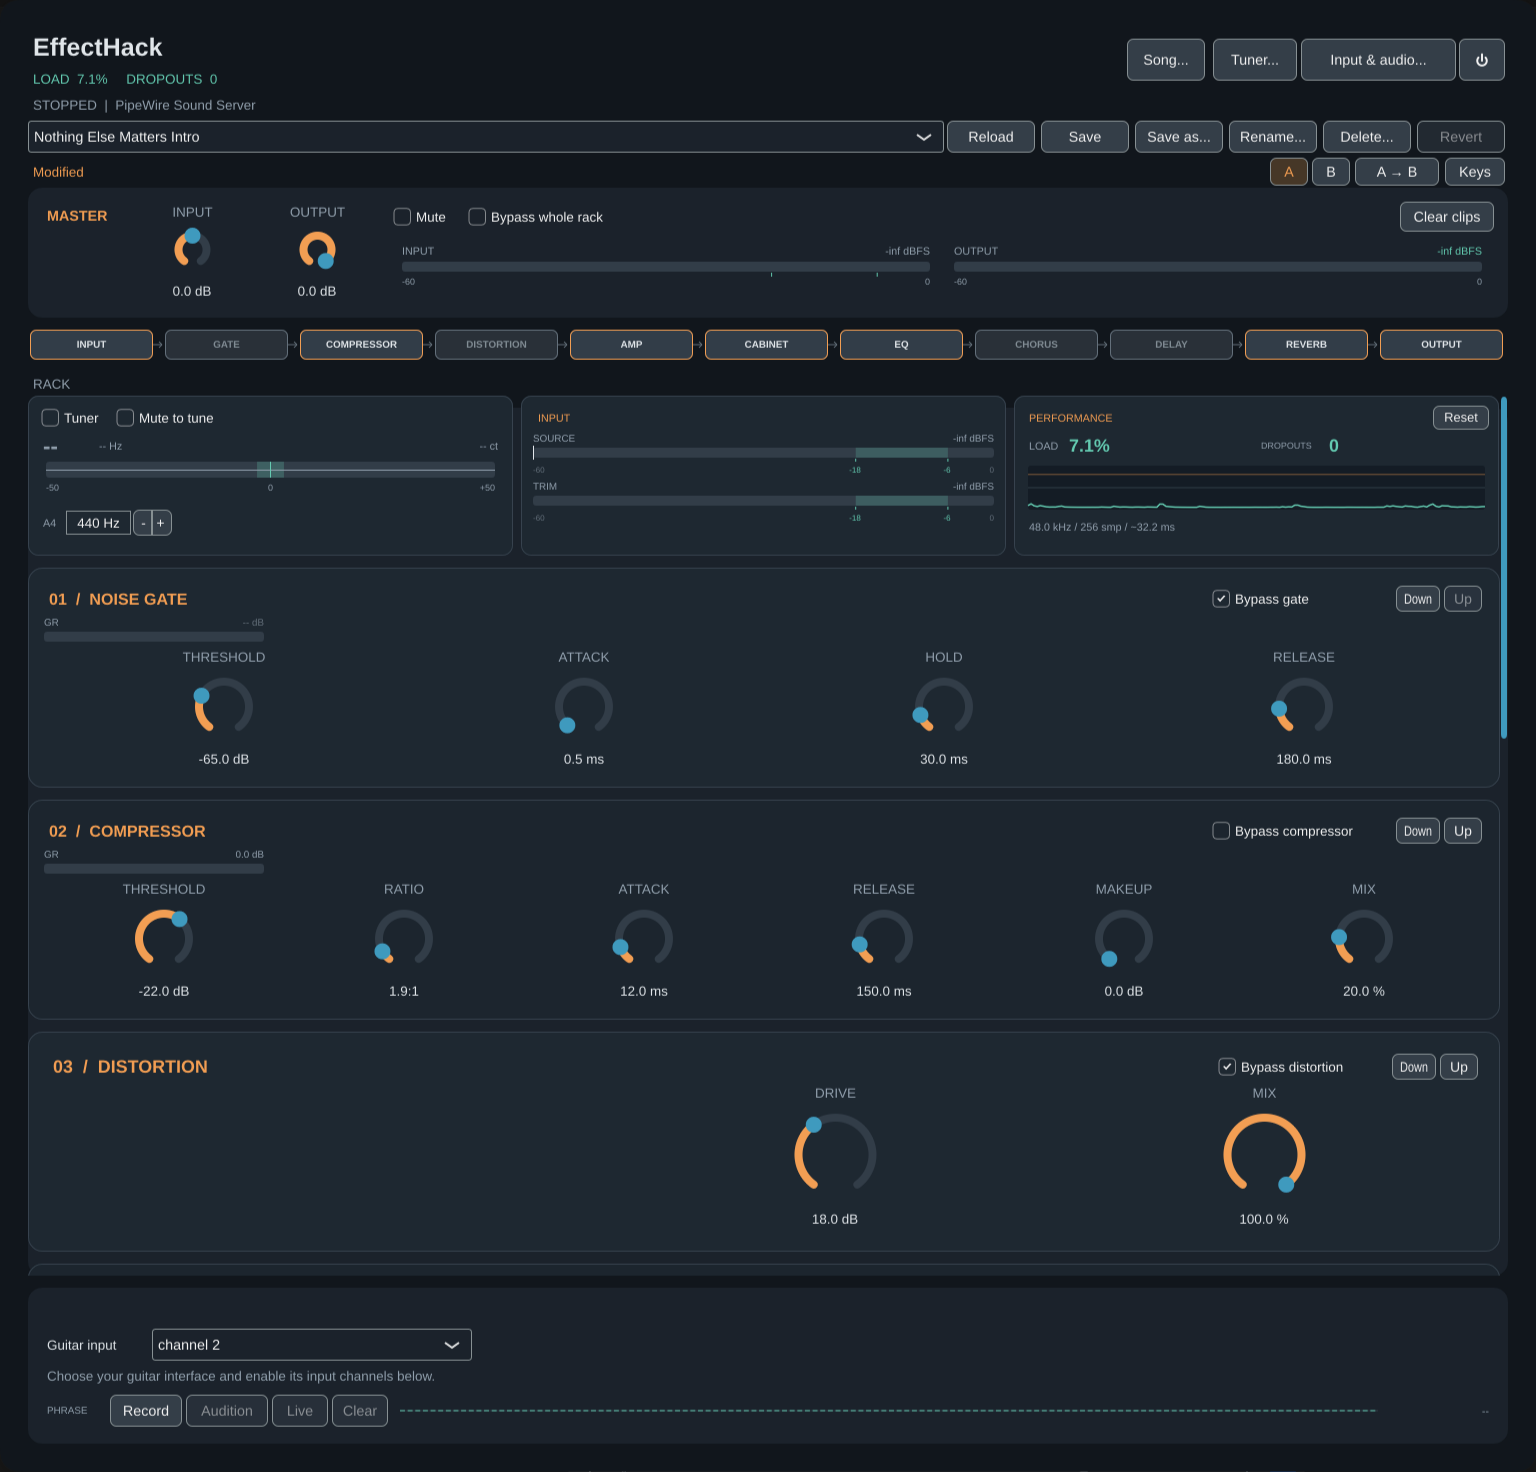 EffectHack
LOAD 7.1% DROPOUTS 0
Song... Tuner... Input & audio...
STOPPED | PipeWire Sound Server
Nothing Else Matters Intro Reload Save Save as... Rename... Delete... Revert
Modified A B A → B Keys
MASTER INPUT OUTPUT Mute Bypass whole rack Clear clips
INPUT -inf dBFS OUTPUT -inf dBFS
-60 0 -60 0
0.0 dB 0.0 dB
INPUT → GATE → COMPRESSOR → DISTORTION → AMP → CABINET → EQ → CHORUS → DELAY → REVERB → OUTPUT
RACK
Tuner Mute to tune
-- -- Hz -- ct
-50 0 +50
A4 440 Hz - +
INPUT
SOURCE -inf dBFS
-60 -18 -6 0
TRIM -inf dBFS
-60 -18 -6 0
PERFORMANCE Reset
LOAD 7.1% DROPOUTS 0
48.0 kHz / 256 smp / ~32.2 ms
01 / NOISE GATE Bypass gate Down Up
GR -- dB
THRESHOLD ATTACK HOLD RELEASE
-65.0 dB 0.5 ms 30.0 ms 180.0 ms
02 / COMPRESSOR Bypass compressor Down Up
GR 0.0 dB
THRESHOLD RATIO ATTACK RELEASE MAKEUP MIX
-22.0 dB 1.9:1 12.0 ms 150.0 ms 0.0 dB 20.0 %
03 / DISTORTION Bypass distortion Down Up
DRIVE MIX
18.0 dB 100.0 %
Guitar input channel 2
Choose your guitar interface and enable its input channels below.
PHRASE Record Audition Live Clear --